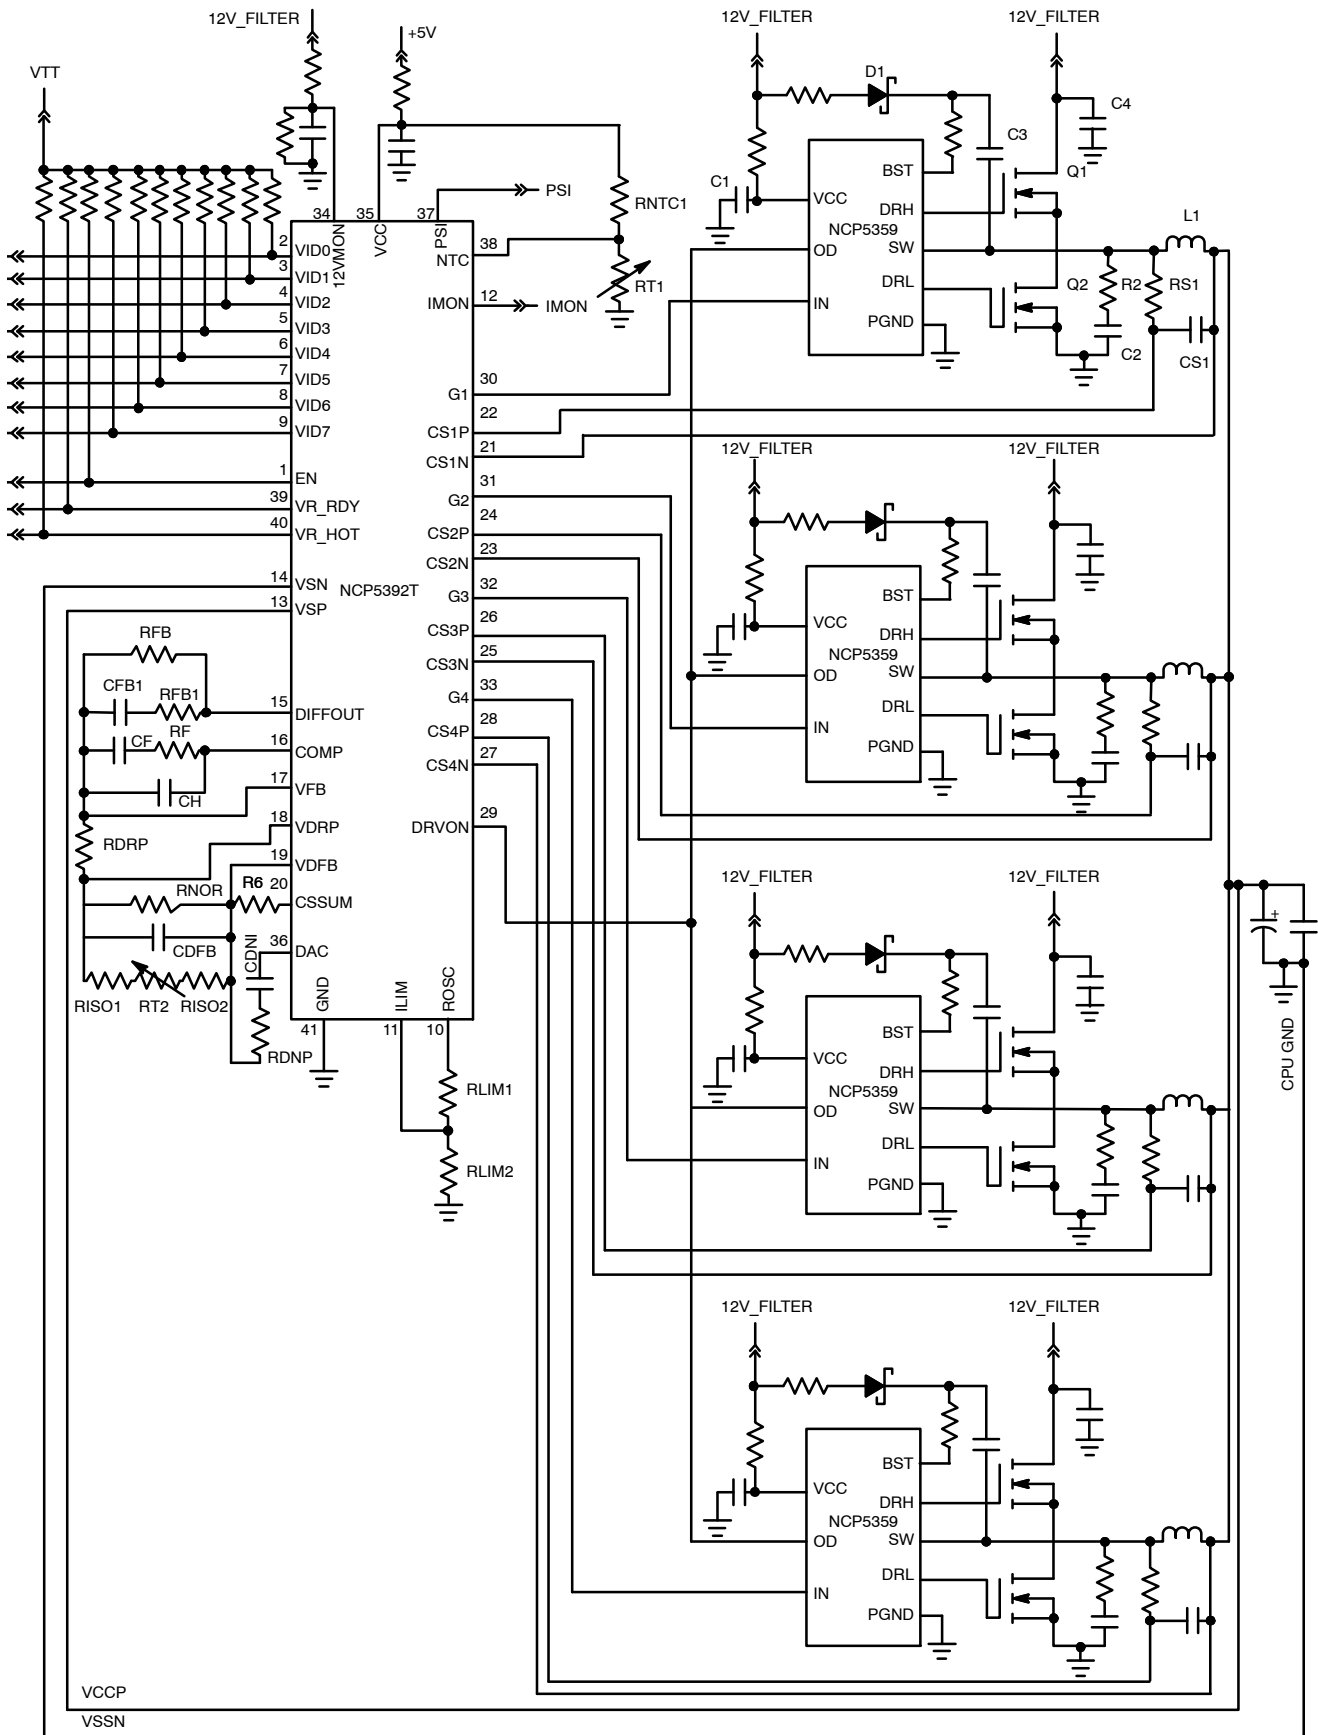 12V_FILTER
+5V
VTT
PSI
RNTC1
RT1
IMON
34
35
37
12VMON
VCC
PSI
2
VID0
3
VID1
4
VID2
5
VID3
6
VID4
7
VID5
8
VID6
9
VID7
1
EN
39
VR_RDY
40
VR_HOT
14
VSN
NCP5392T
13
VSP
RFB
CFB1
RFB1
15
DIFFOUT
CF
RF
16
COMP
CH
17
VFB
RDRP
18
VDRP
19
VDFB
RNOR
R6
20
CSSUM
CDFB
36
DAC
CDNI
RISO1
RT2
RISO2
RDNP
GND
ILIM
ROSC
41
11
10
RLIM1
RLIM2
38
NTC
12
IMON
30
G1
22
CS1P
21
CS1N
31
G2
24
CS2P
23
CS2N
32
G3
26
CS3P
25
CS3N
33
G4
28
CS4P
27
CS4N
29
DRVON
12V_FILTER
12V_FILTER
D1
C4
C3
C1
BST
VCC
DRH
NCP5359
SW
OD
DRL
IN
PGND
Q1
L1
Q2
R2
RS1
C2
CS1
12V_FILTER
12V_FILTER
BST
VCC
DRH
NCP5359
SW
OD
DRL
IN
PGND
12V_FILTER
12V_FILTER
BST
VCC
DRH
NCP5359
SW
OD
DRL
IN
PGND
+
CPU GND
12V_FILTER
12V_FILTER
BST
VCC
DRH
NCP5359
SW
OD
DRL
IN
PGND
VCCP
VSSN